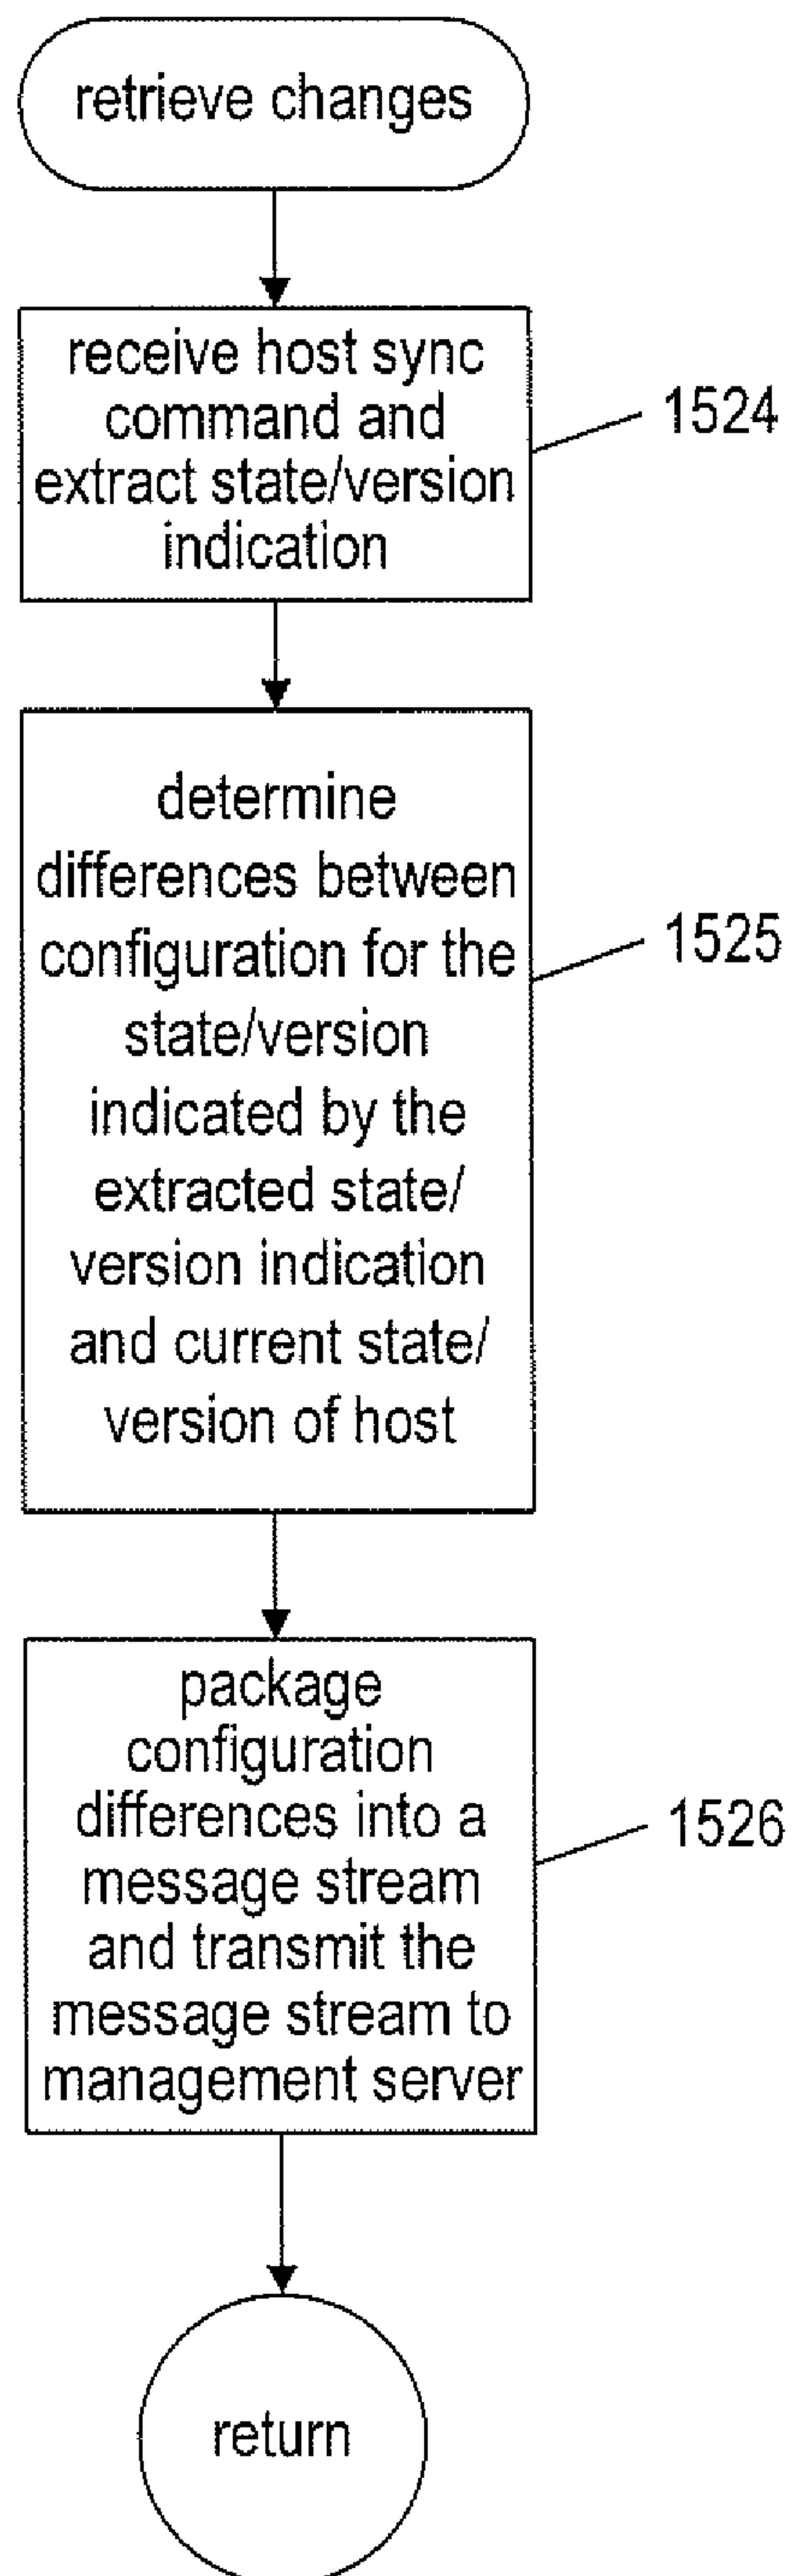 retrieve changes
receive host sync
command and
extract state/version
indication
1524
determine
differences between
configuration for the
state/version
indicated by the
extracted state/
version indication
and current state/
version of host
1525
package
configuration
differences into a
message stream
and transmit the
message stream to
management server
1526
return